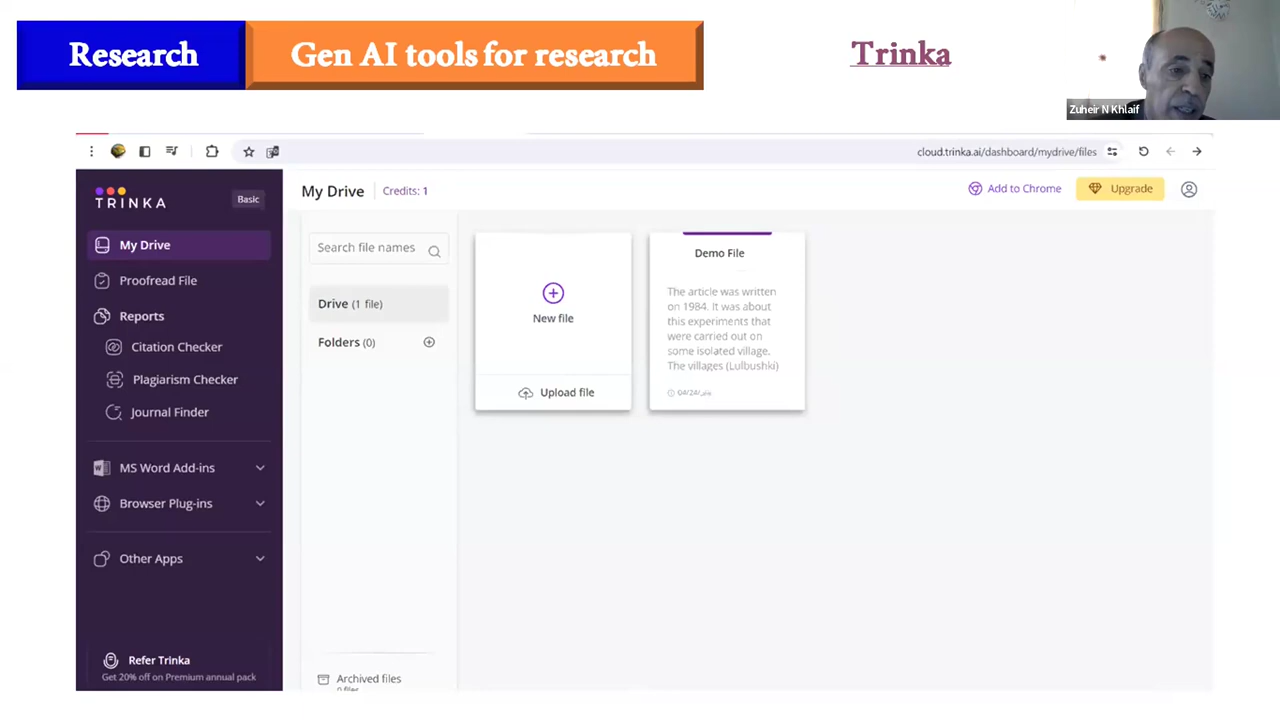 Research
Gen AI tools for research
Trinka
Zuheir N Khlaif
cloud.trinka.ai/dashboard/mydrive/files
TRINKA
Basic
My Drive
Proofread File
Reports
Citation Checker
Plagiarism Checker
Journal Finder
MS Word Add-ins
Browser Plug-ins
Other Apps
Refer Trinka
Get 20% off on Premium annual pack
My Drive
Credits: 1
Add to Chrome
Upgrade
Search file names
Drive (1 file)
Folders (0)
Archived files
0 files
New file
Upload file
Demo File
The article was written
on 1984. It was about
this experiments that
were carried out on
some isolated village.
The villages (Lulbushki)